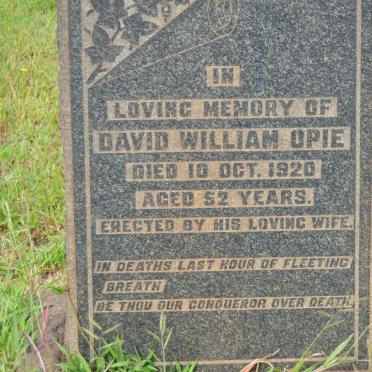 IN
LOVING MEMORY OF
DAVID WILLIAM OPIE
DIED 10 OCT. 1920
AGED 52 YEARS.
ERECTED BY HIS LOVING WIFE.
IN DEATHS LAST HOUR OF FLEETING
BREATH
BE THOU OUR CONQUEROR OVER DEATH.